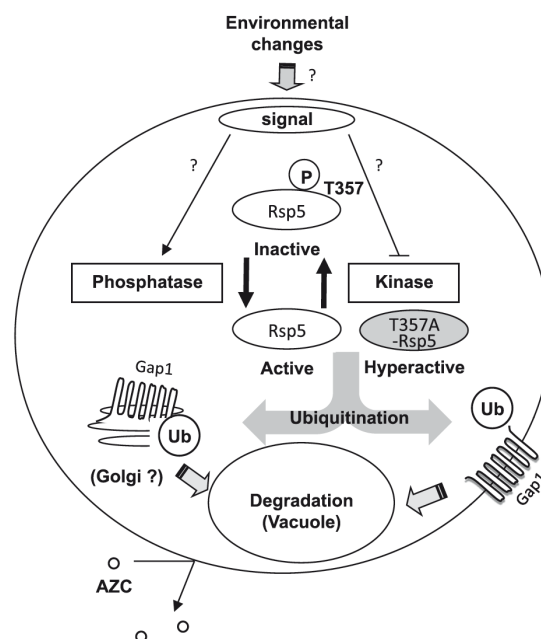 Environmental
changes
?
signal
?
?
P
T357
Rsp5
Inactive
Phosphatase
Kinase
Rsp5
T357A
-Rsp5
Active
Hyperactive
Gap1
Ub
Ubiquitination
Ub
(Golgi ?)
Degradation
(Vacuole)
Gap1
AZC